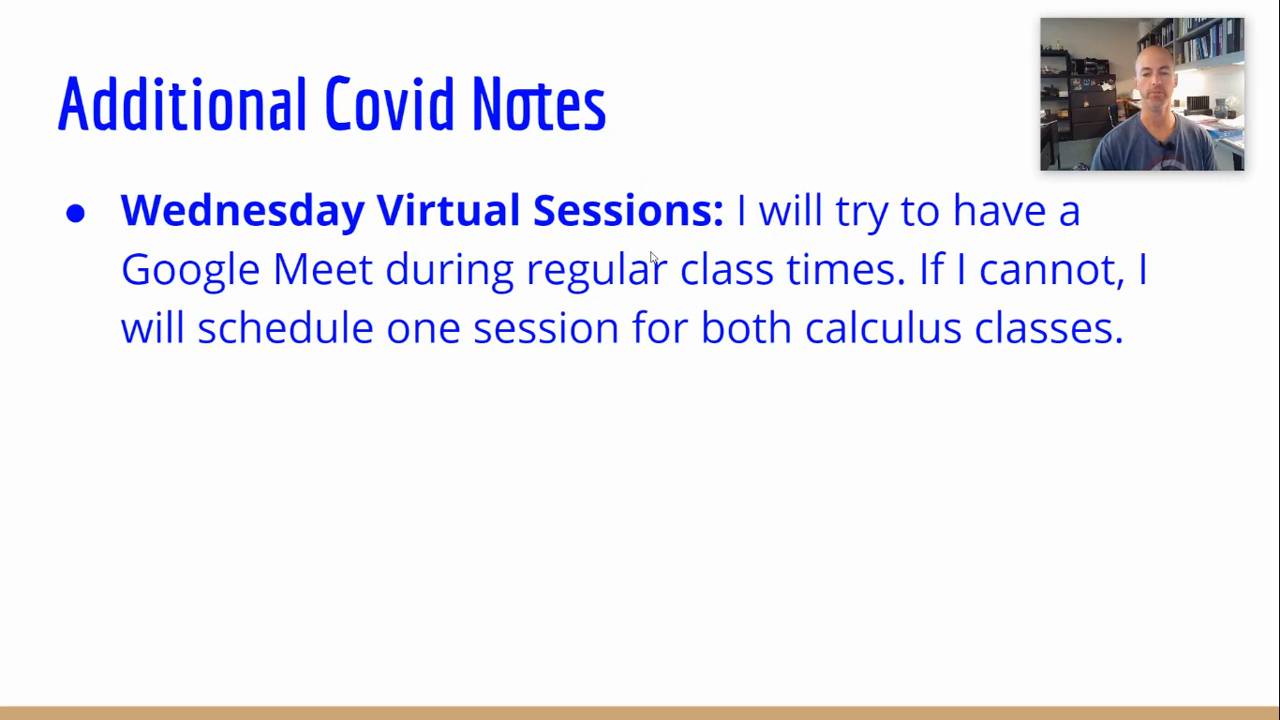 Additional Covid Notes
● Wednesday Virtual Sessions: I will try to have a
Google Meet during regular class times. If I cannot, I
will schedule one session for both calculus classes.